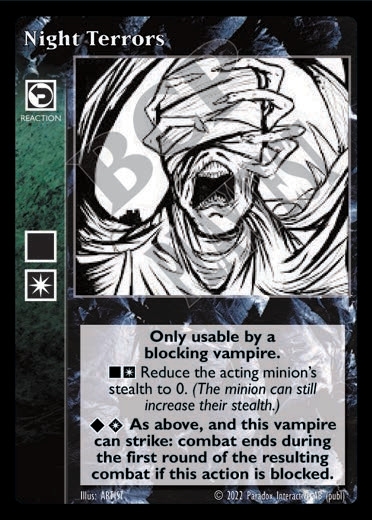 Night Terrors
REACTION
Only usable by a
blocking vampire.
Reduce the acting minion's
stealth to 0. (The minion can still
increase their stealth.)
As above, and this vampire
can strike: combat ends during
the first round of the resulting
combat if this action is blocked.
Illus: ARTIST
© 2022 Paradox Interactive AB (publ)